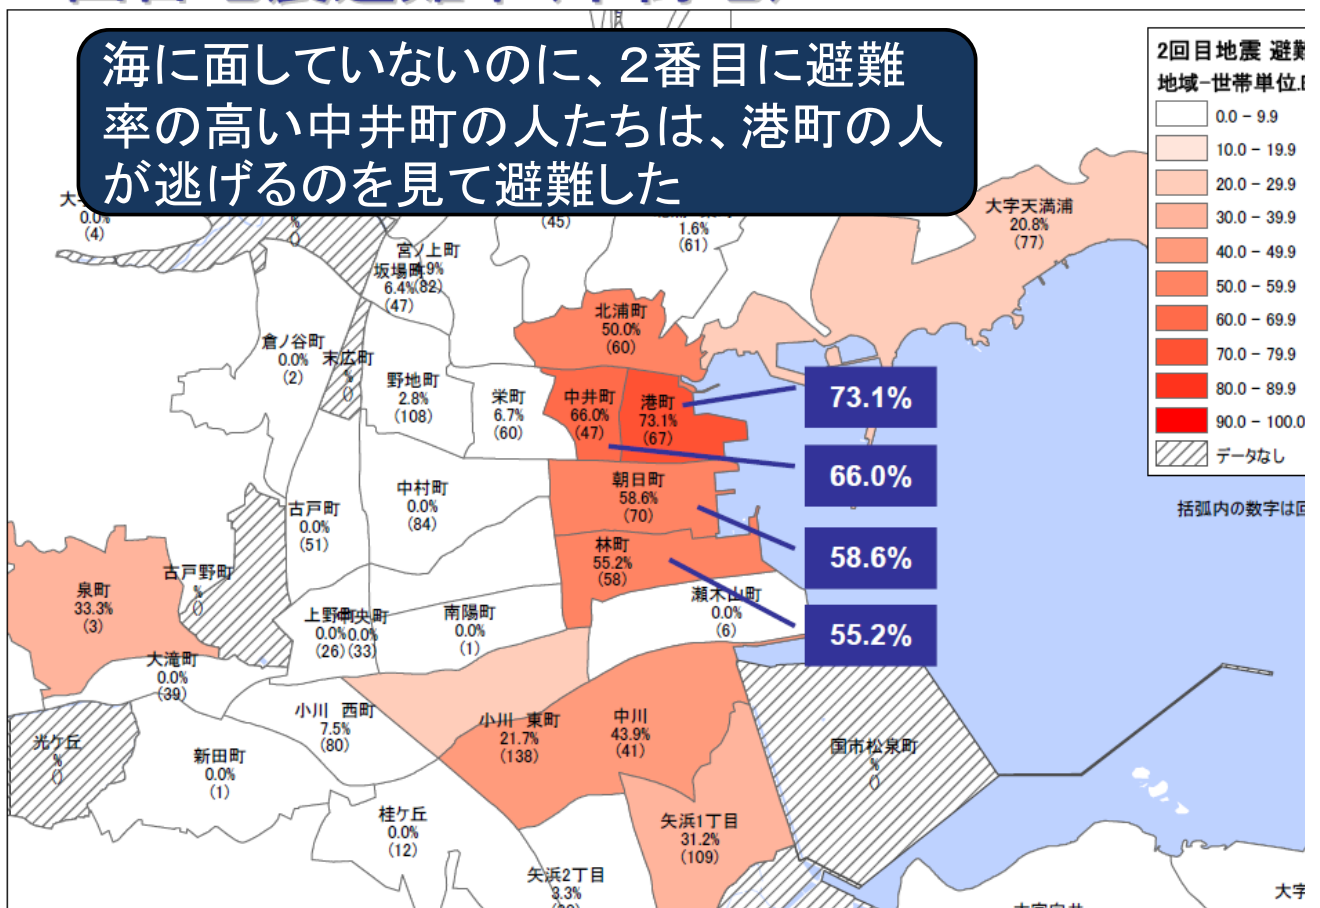 海に面していないのに、２番目に避難
率の高い中井町の人たちは、港町の人
が逃げるのを見て避難した
2回目地震 避難
地域-世帯単位
0.0 - 9.9
10.0 - 19.9
20.0 - 29.9
30.0 - 39.9
40.0 - 49.9
50.0 - 59.9
60.0 - 69.9
70.0 - 79.9
80.0 - 89.9
90.0 - 100.0
データなし
括弧内の数字は
0.0%
(4)
%
()
(45)
1.6%
(61)
大字天満浦
20.8%
(77)
宮ノ上町
(82)
坂場町
6.4%
(47)
北浦町
50.0%
(60)
倉ノ谷町
0.0%
(2)
末広町
%
()
野地町
2.8%
(108)
栄町
6.7%
(60)
中井町
66.0%
(47)
港町
73.1%
(67)
73.1%
66.0%
朝日町
58.6%
(70)
中村町
0.0%
(84)
古戸町
0.0%
(51)
58.6%
林町
55.2%
(58)
古戸野町
%
()
泉町
33.3%
(3)
瀬木山町
0.0%
(6)
55.2%
上野町
0.0%
(26)
中央町
0.0%
(33)
南陽町
0.0%
(1)
大滝町
0.0%
(39)
小川　西町
7.5%
(80)
小川　東町
21.7%
(138)
中川
43.9%
(41)
光ケ丘
%
()
新田町
0.0%
(1)
国市松泉町
%
()
桂ケ丘
0.0%
(12)
矢浜1丁目
31.2%
(109)
矢浜2丁目
3.3%
大字